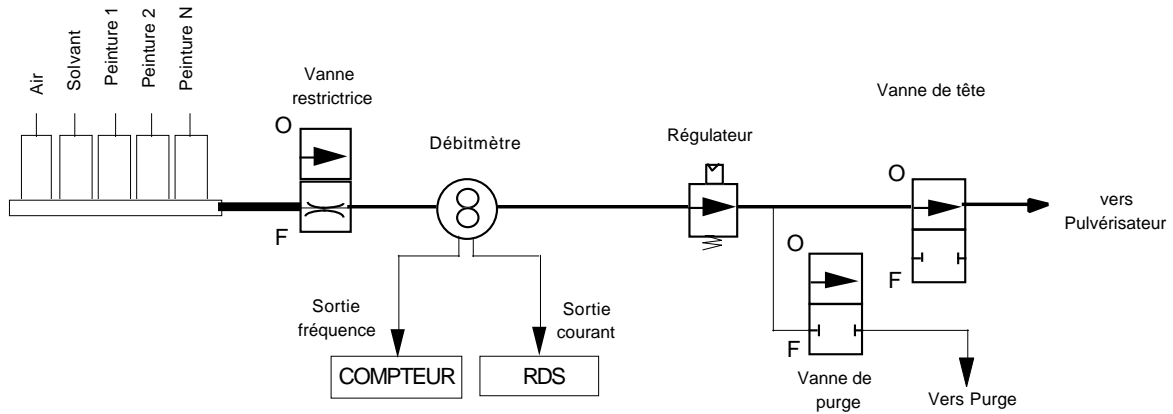 Air
Solvant
Peinture 1
Peinture 2
Peinture N
Vanne
restrictrice
O
F
Débitmètre
Régulateur
Vanne de tête
O
F
vers
Pulvérisateur
O
F
Sortie
fréquence
Sortie
courant
COMPTEUR
RDS
Vanne de
purge
Vers Purge